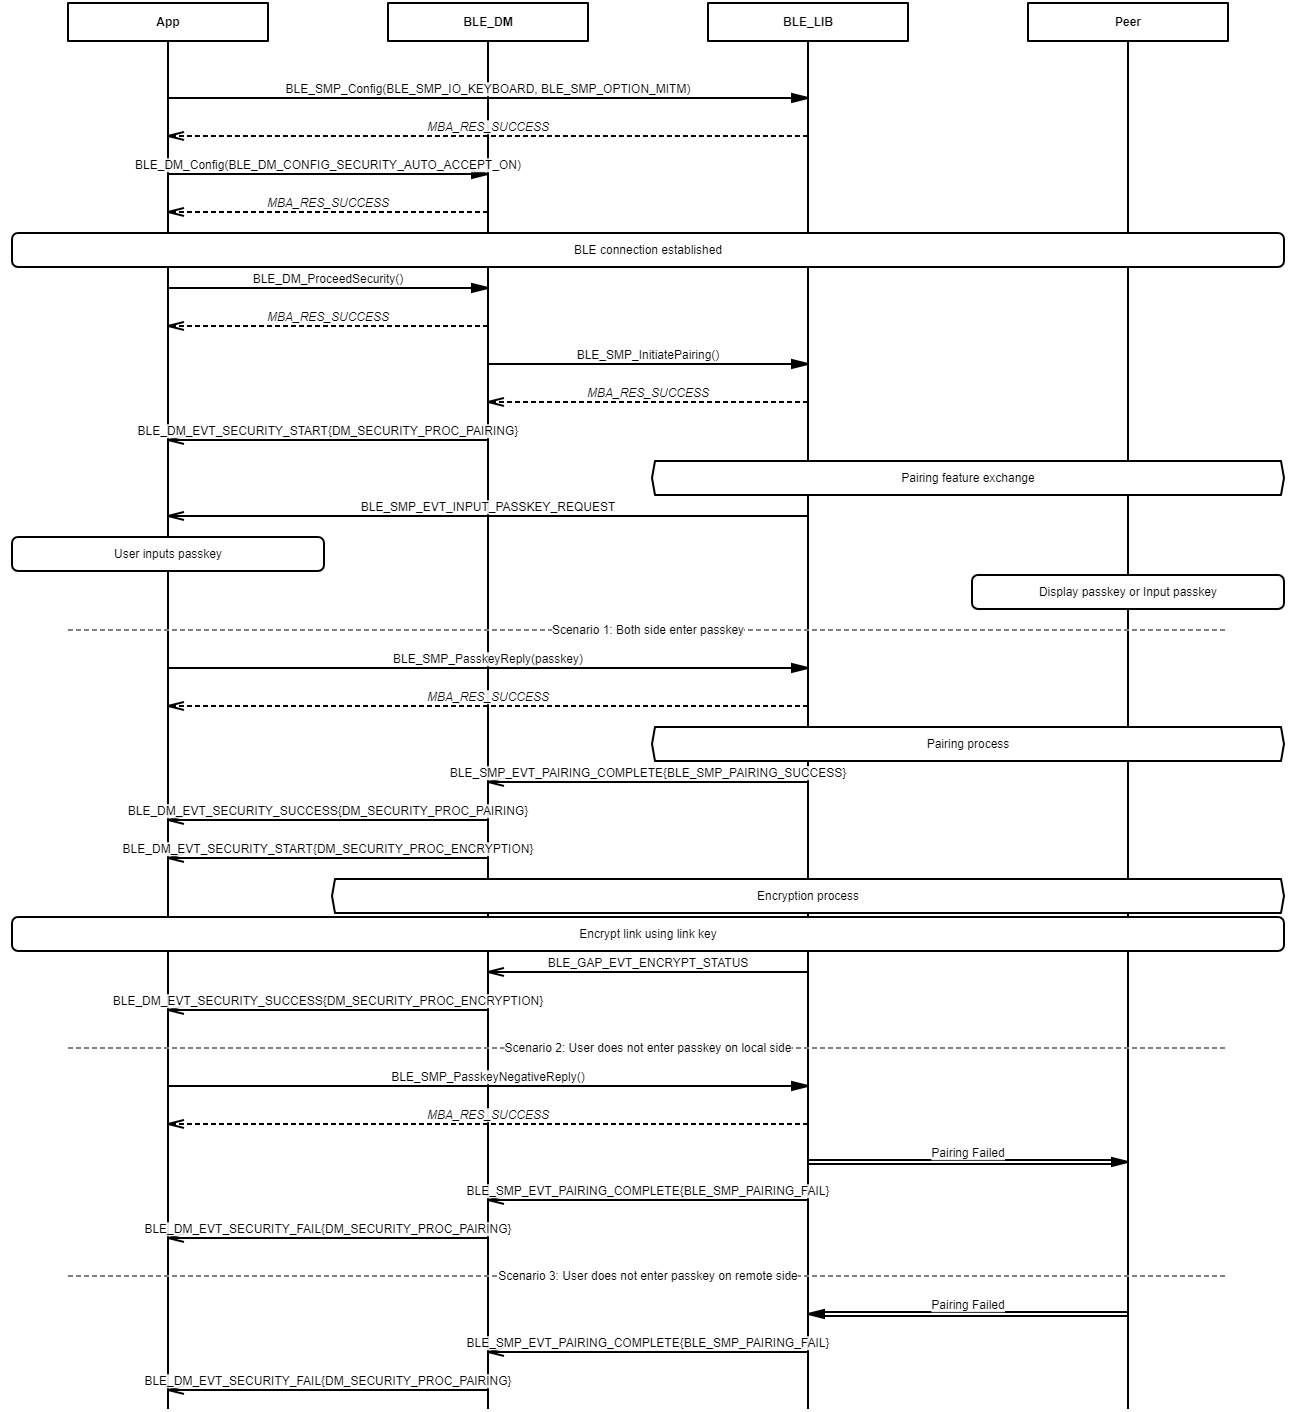 App
BLE_DM
BLE_LIB
Peer
BLE_SMP_Config(BLE_SMP_IO_KEYBOARD, BLE_SMP_OPTION_MITM)
MBA_RES_SUCCESS
BLE_DM_Config(BLE_DM_CONFIG_SECURITY_AUTO_ACCEPT_ON)
MBA_RES_SUCCESS
BLE connection established
BLE_DM_ProceedSecurity()
MBA_RES_SUCCESS
BLE_SMP_InitiatePairing()
MBA_RES_SUCCESS
BLE_DM_EVT_SECURITY_START{DM_SECURITY_PROC_PAIRING}
Pairing feature exchange
BLE_SMP_EVT_INPUT_PASSKEY_REQUEST
User inputs passkey
Display passkey or Input passkey
Scenario 1: Both side enter passkey
BLE_SMP_PasskeyReply(passkey)
MBA_RES_SUCCESS
Pairing process
BLE_SMP_EVT_PAIRING_COMPLETE{BLE_SMP_PAIRING_SUCCESS}
BLE_DM_EVT_SECURITY_SUCCESS{DM_SECURITY_PROC_PAIRING}
BLE_DM_EVT_SECURITY_START{DM_SECURITY_PROC_ENCRYPTION}
Encryption process
Encrypt link using link key
BLE_GAP_EVT_ENCRYPT_STATUS
BLE_DM_EVT_SECURITY_SUCCESS{DM_SECURITY_PROC_ENCRYPTION}
Scenario 2: User does not enter passkey on local side
BLE_SMP_PasskeyNegativeReply()
MBA_RES_SUCCESS
Pairing Failed
BLE_SMP_EVT_PAIRING_COMPLETE{BLE_SMP_PAIRING_FAIL}
BLE_DM_EVT_SECURITY_FAIL{DM_SECURITY_PROC_PAIRING}
Scenario 3: User does not enter passkey on remote side
Pairing Failed
BLE_SMP_EVT_PAIRING_COMPLETE{BLE_SMP_PAIRING_FAIL}
BLE_DM_EVT_SECURITY_FAIL{DM_SECURITY_PROC_PAIRING}